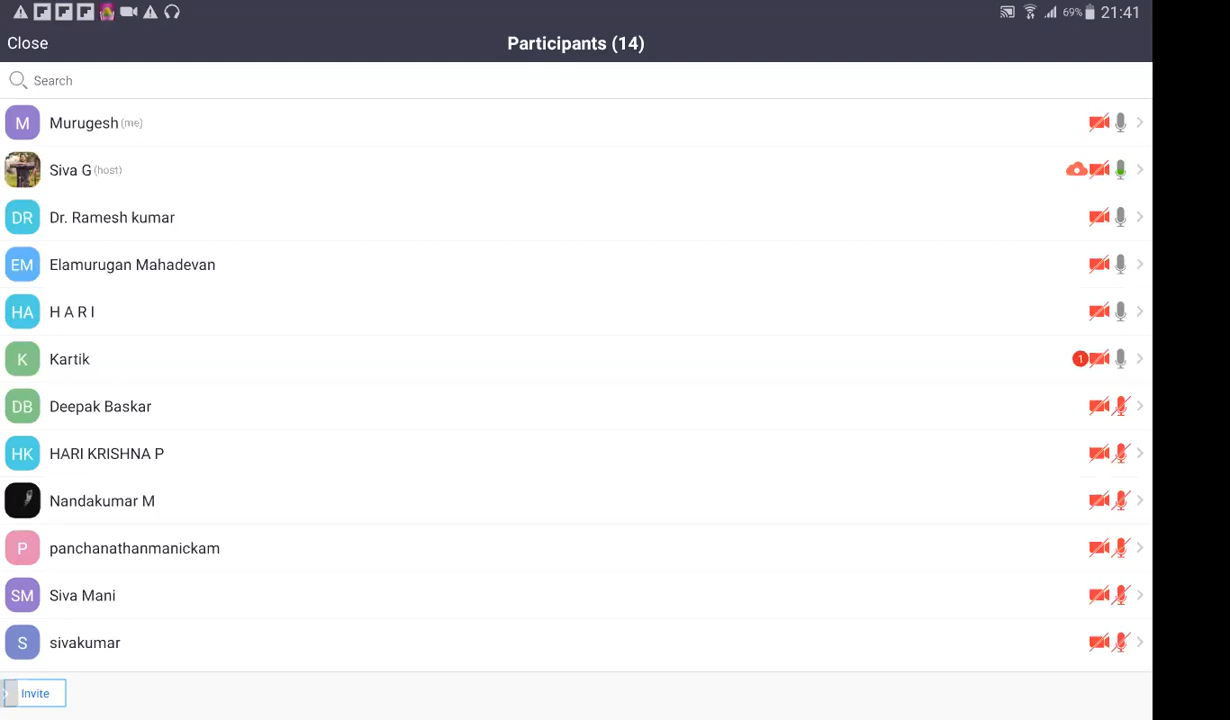 69% 21:41
Close Participants (14)
Search
M Murugesh (me)
Siva G (host)
DR Dr. Ramesh kumar
EM Elamurugan Mahadevan
HA H A R I
K Kartik 1
DB Deepak Baskar
HK HARI KRISHNA P
Nandakumar M
P panchanathanmanickam
SM Siva Mani
S sivakumar
Invite